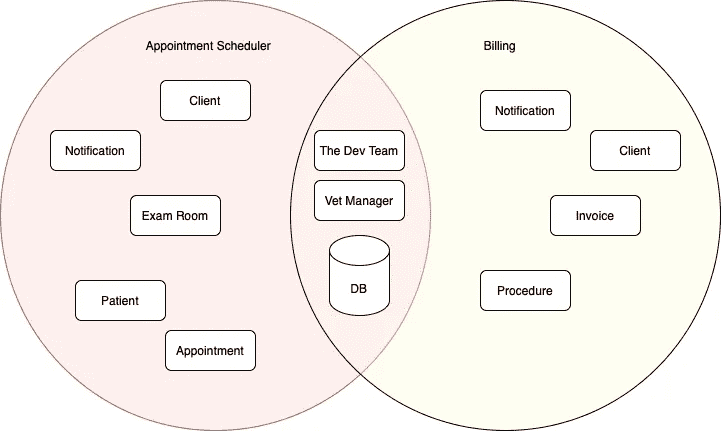 Appointment Scheduler
Client
Notification
Exam Room
Patient
Appointment
The Dev Team
Vet Manager
DB
Billing
Notification
Client
Invoice
Procedure